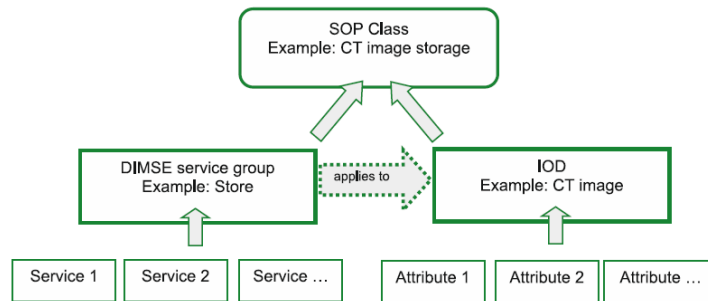 SOP Class
Example: CT image storage
DIMSE service group
Example: Store
applies to
IOD
Example: CT image
Service 1
Service 2
Service ...
Attribute 1
Attribute 2
Attribute ...